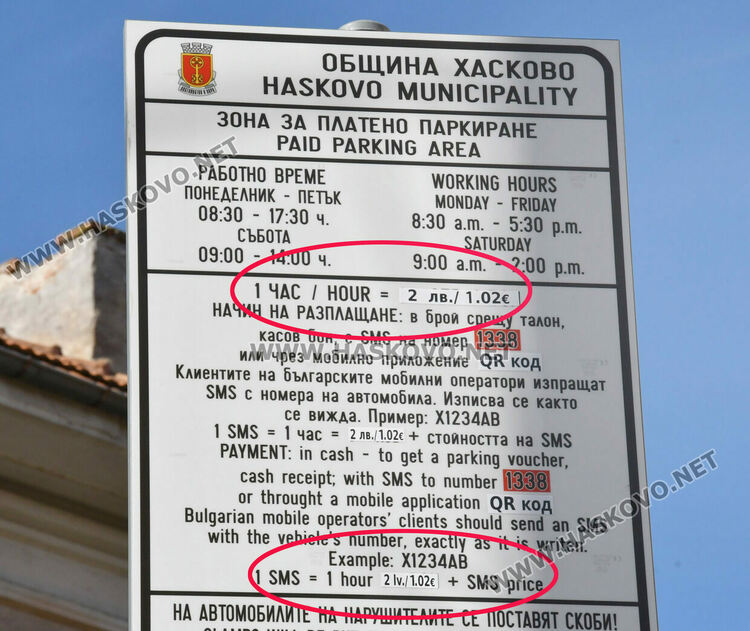 ОБЩИНА ХАСКОВО
HASKOVO MUNICIPALITY
ЗОНА ЗА ПЛАТЕНО ПАРКИРАНЕ
PAID PARKING AREA
РАБОТНО ВРЕМЕ
ПОНЕДЕЛНИК - ПЕТЪК
08:30 - 17:30 ч.
СЪБОТА
09:00 - 14:00 ч.
WORKING HOURS
MONDAY - FRIDAY
8:30 a.m. - 5:30 p.m.
SATURDAY
9:00 a.m. - 2:00 p.m.
1 ЧАС / HOUR = 2 лв./ 1.02€
НАЧИН НА РАЗПЛАЩАНЕ: в брой срещу талон,
касов бон, с SMS на номер 1338
или чрез мобилно приложение QR код
Клиентите на българските мобилни оператори изпращат
SMS с номера на автомобила. Изписва се както
се вижда. Пример: X1234AB
1 SMS = 1 час = 2 лв./1.02€ + стойността на SMS
PAYMENT: in cash - to get a parking voucher,
cash receipt; with SMS to number 1338
or throught a mobile application QR код
Bulgarian mobile operators' clients should send an SMS
with the vehicle's number, exactly as it is writen.
Example: X1234AB
1 SMS = 1 hour 2 lv./1.02€ + SMS price
НА АВТОМОБИЛИТЕ НА НАРУШИТЕЛИТЕ СЕ ПОСТАВЯТ СКОБИ!
WWW.HASKOVO.NET
WWW.HASKOVO.NET
WWW.HASKOVO.NET